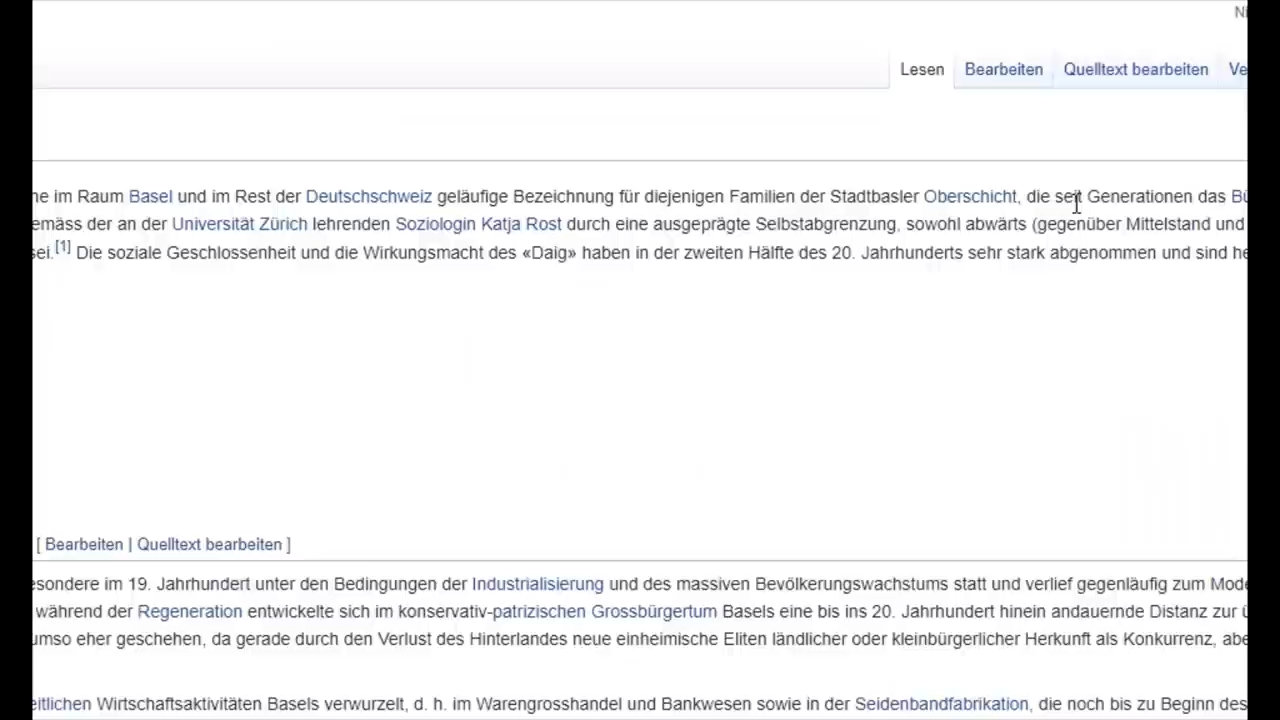 Lesen Bearbeiten Quelltext bearbeiten
im Raum Basel und im Rest der Deutschschweiz geläufige Bezeichnung für diejenigen Familien der Stadtbasler Oberschicht, die seit Generationen das
der an der Universität Zürich lehrenden Soziologin Katja Rost durch eine ausgeprägte Selbstabgrenzung, sowohl abwärts (gegenüber Mittelstand und
sei.[1] Die soziale Geschlossenheit und die Wirkungsmacht des «Daig» haben in der zweiten Hälfte des 20. Jahrhunderts sehr stark abgenommen und sind
[ Bearbeiten | Quelltext bearbeiten ]
im 19. Jahrhundert unter den Bedingungen der Industrialisierung und des massiven Bevölkerungswachstums statt und verlief gegenläufig zum
während der Regeneration entwickelte sich im konservativ-patrizischen Grossbürgertum Basels eine bis ins 20. Jahrhundert hinein andauernde Distanz zur
umso eher geschehen, da gerade durch den Verlust des Hinterlandes neue einheimische Eliten ländlicher oder kleinbürgerlicher Herkunft als Konkurrenz,
Wirtschaftsaktivitäten Basels verwurzelt, d. h. im Warengrosshandel und Bankwesen sowie in der Seidenbandfabrikation, die noch bis zu Beginn des